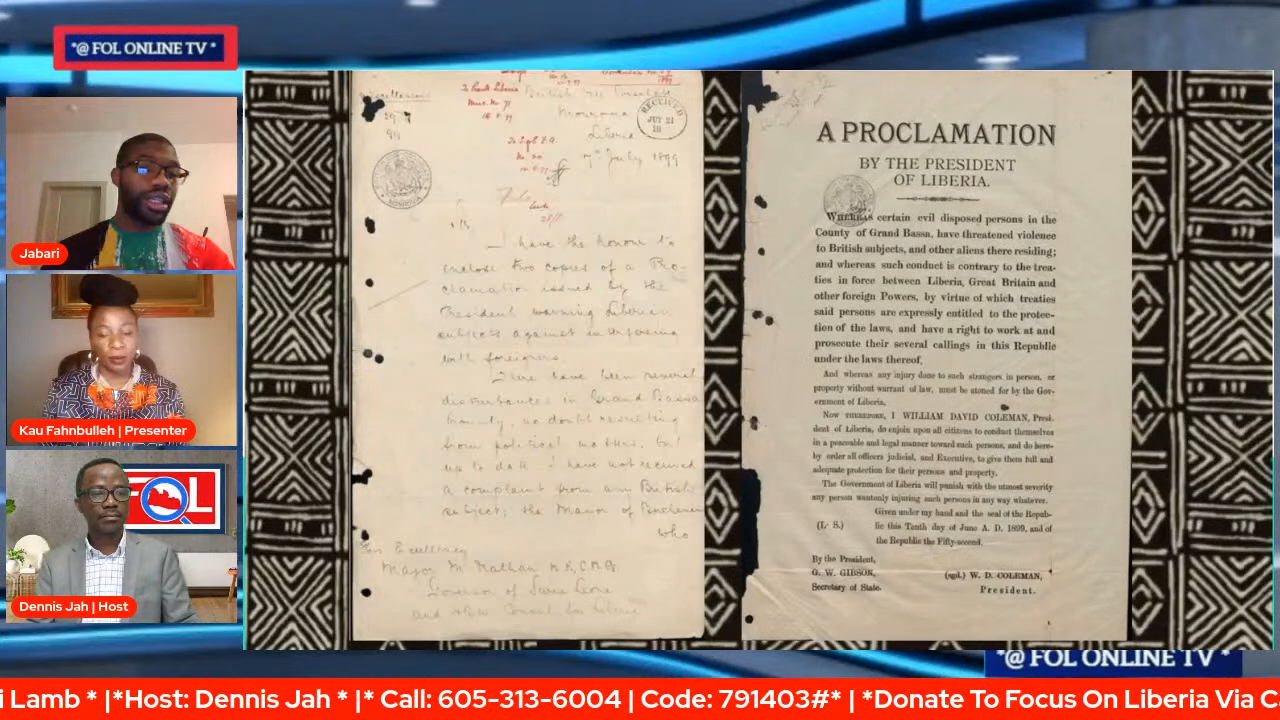 *@ FOL ONLINE TV *
Jabari
Kau Fahnbulleh | Presenter
FOL
Dennis Jah | Host
Liberia
7th July 1899
RECEIVED
JUY 21
I have the honour to
enclose two copies of a Pro-
clamation issued by the
President warning Liberian
subjects against interfering
with foreigners.
There have been several
disturbances in Grand Bassa
County no doubt resulting
from political matters, but
up to date I have not received
a complaint from any British
subject; the Manor of
who
His Excellency
Major M Nathan R.E. C.M.G
Governor of Sierra Leone
and H.B.M. Consul for Liberia
A PROCLAMATION
BY THE PRESIDENT
OF LIBERIA.
WHEREAS certain evil disposed persons in the
County of Grand Bassa, have threatened violence
to British subjects, and other aliens there residing;
and whereas such conduct is contrary to the trea-
ties in force between Liberia, Great Britain and
other foreign Powers, by virtue of which treaties
said persons are expressly entitled to the protec-
tion of the laws, and have a right to work at and
prosecute their several callings in this Republic
under the laws thereof,
And whereas any injury done to such strangers in person, or
property without warrant of law, must be atoned for by the Gov-
ernment of Liberia,
Now THEREFORE, I WILLIAM DAVID COLEMAN, Presi-
dent of Liberia, do enjoin upon all citizens to conduct themselves
in a peaceable and legal manner toward such persons, and do here-
by order all officers judicial, and Executive, to give them full and
adequate protection for their persons and property.
The Government of Liberia will punish with the utmost severity
any person wantonly injuring such persons in any way whatever.
Given under my hand and the seal of the Repub-
(L. S.) lic this Tenth day of June A. D. 1899, and of
the Republic the Fifty-second.
By the President,
G. W. GIBSON, (sgd.) W. D. COLEMAN,
Secretary of State. President.
*@ FOL ONLINE TV *
i Lamb * |*Host: Dennis Jah * |* Call: 605-313-6004 | Code: 791403#* | *Donate To Focus On Liberia Via C